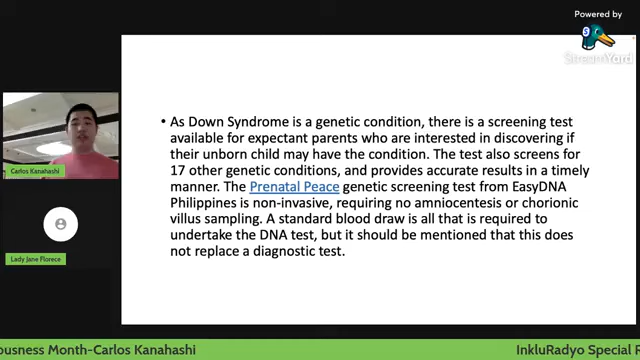 Powered by
StreamYard
• As Down Syndrome is a genetic condition, there is a screening test
available for expectant parents who are interested in discovering if
their unborn child may have the condition. The test also screens for
17 other genetic conditions, and provides accurate results in a timely
manner. The Prenatal Peace genetic screening test from EasyDNA
Philippines is non-invasive, requiring no amniocentesis or chorionic
villus sampling. A standard blood draw is all that is required to
undertake the DNA test, but it should be mentioned that this does
not replace a diagnostic test.
Carlos Kanahashi
Lady Jane Florece
ousness Month-Carlos Kanahashi
InkluRadyo Special R